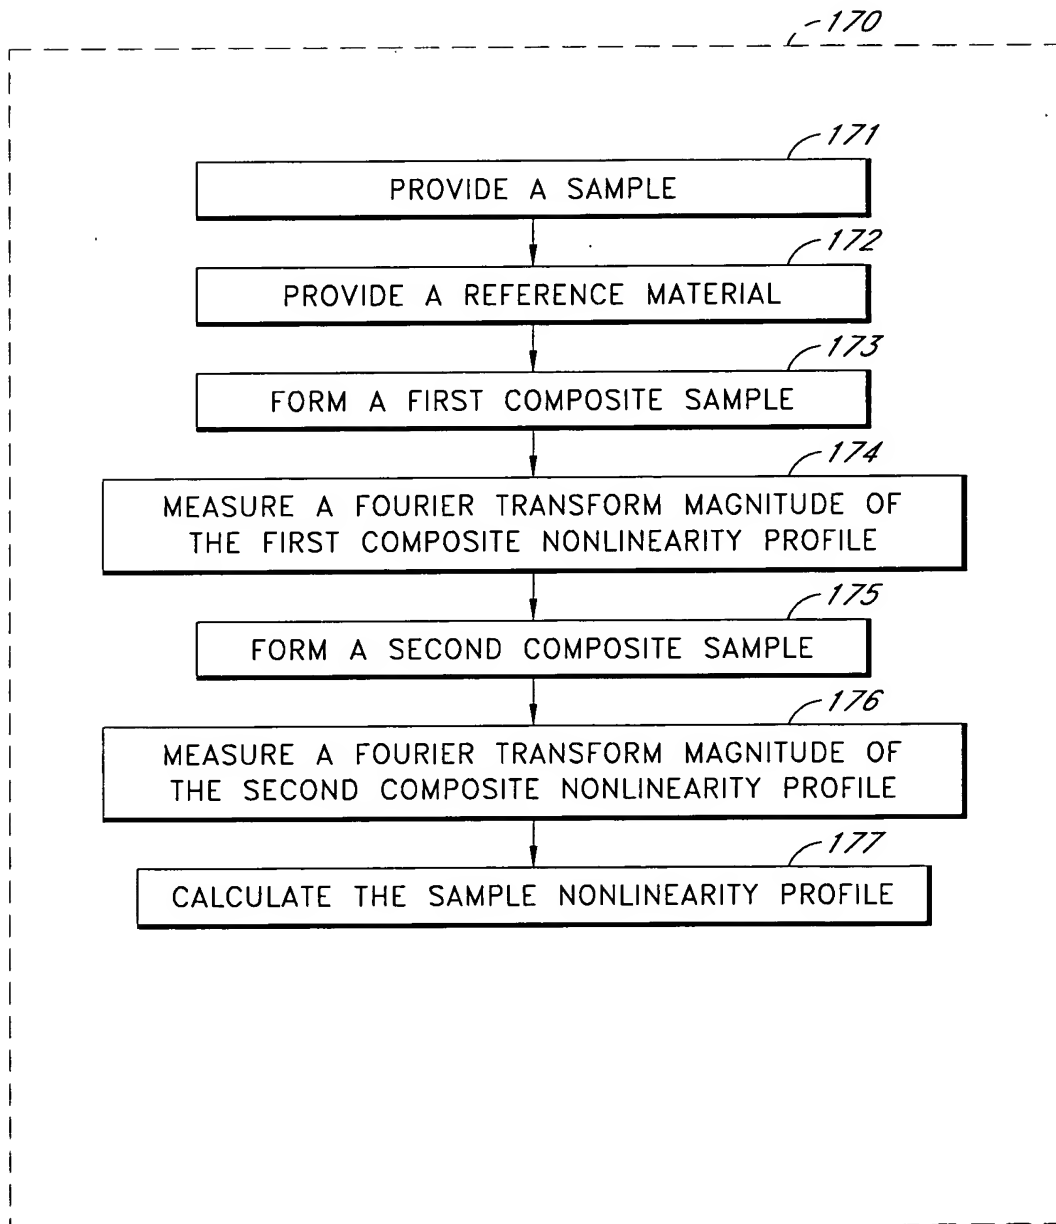 170
171
PROVIDE A SAMPLE
172
PROVIDE A REFERENCE MATERIAL
173
FORM A FIRST COMPOSITE SAMPLE
174
MEASURE A FOURIER TRANSFORM MAGNITUDE OF
THE FIRST COMPOSITE NONLINEARITY PROFILE
175
FORM A SECOND COMPOSITE SAMPLE
176
MEASURE A FOURIER TRANSFORM MAGNITUDE OF
THE SECOND COMPOSITE NONLINEARITY PROFILE
177
CALCULATE THE SAMPLE NONLINEARITY PROFILE